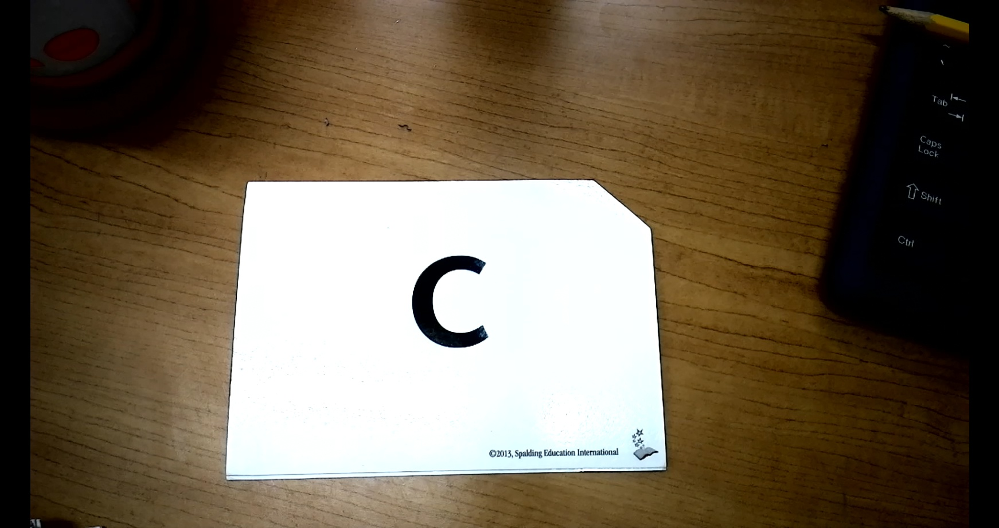 c
©2013, Spalding Education International
~
\
Tab
Caps
Lock
Shift
Ctrl